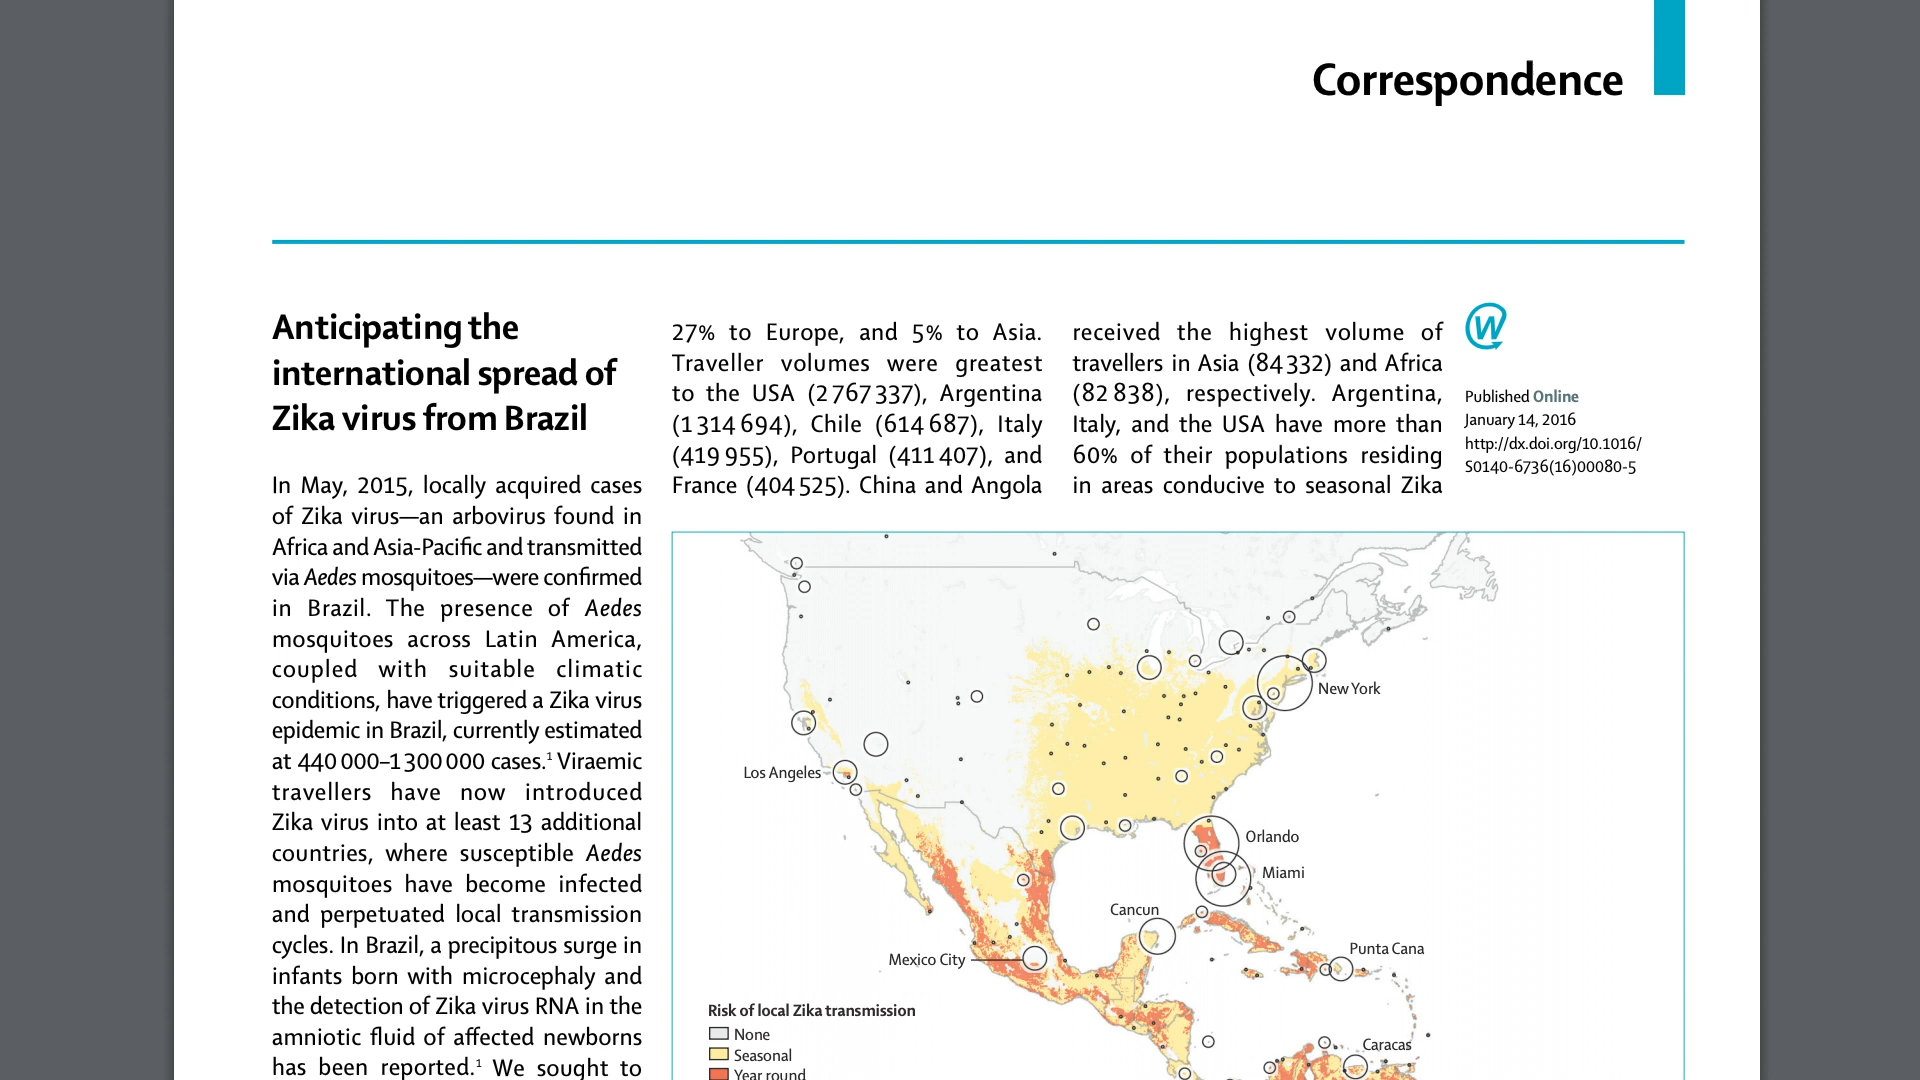 Correspondence
Anticipating the
international spread of
Zika virus from Brazil
In May, 2015, locally acquired cases
of Zika virus—an arbovirus found in
Africa and Asia-Pacific and transmitted
via Aedes mosquitoes—were confirmed
in Brazil. The presence of Aedes
mosquitoes across Latin America,
coupled with suitable climatic
conditions, have triggered a Zika virus
epidemic in Brazil, currently estimated
at 440 000–1 300 000 cases.¹ Viraemic
travellers have now introduced
Zika virus into at least 13 additional
countries, where susceptible Aedes
mosquitoes have become infected
and perpetuated local transmission
cycles. In Brazil, a precipitous surge in
infants born with microcephaly and
the detection of Zika virus RNA in the
amniotic fluid of affected newborns
has been reported.¹ We sought to
27% to Europe, and 5% to Asia.
Traveller volumes were greatest
to the USA (2 767 337), Argentina
(1 314 694), Chile (614 687), Italy
(419 955), Portugal (411 407), and
France (404 525). China and Angola
received the highest volume of
travellers in Asia (84 332) and Africa
(82 838), respectively. Argentina,
Italy, and the USA have more than
60% of their populations residing
in areas conducive to seasonal Zika
W
Published Online
January 14, 2016
http://dx.doi.org/10.1016/
S0140-6736(16)00080-5
New York
Los Angeles
Orlando
Miami
Cancun
Mexico City
Punta Cana
Caracas
Risk of local Zika transmission
None
Seasonal
Year round